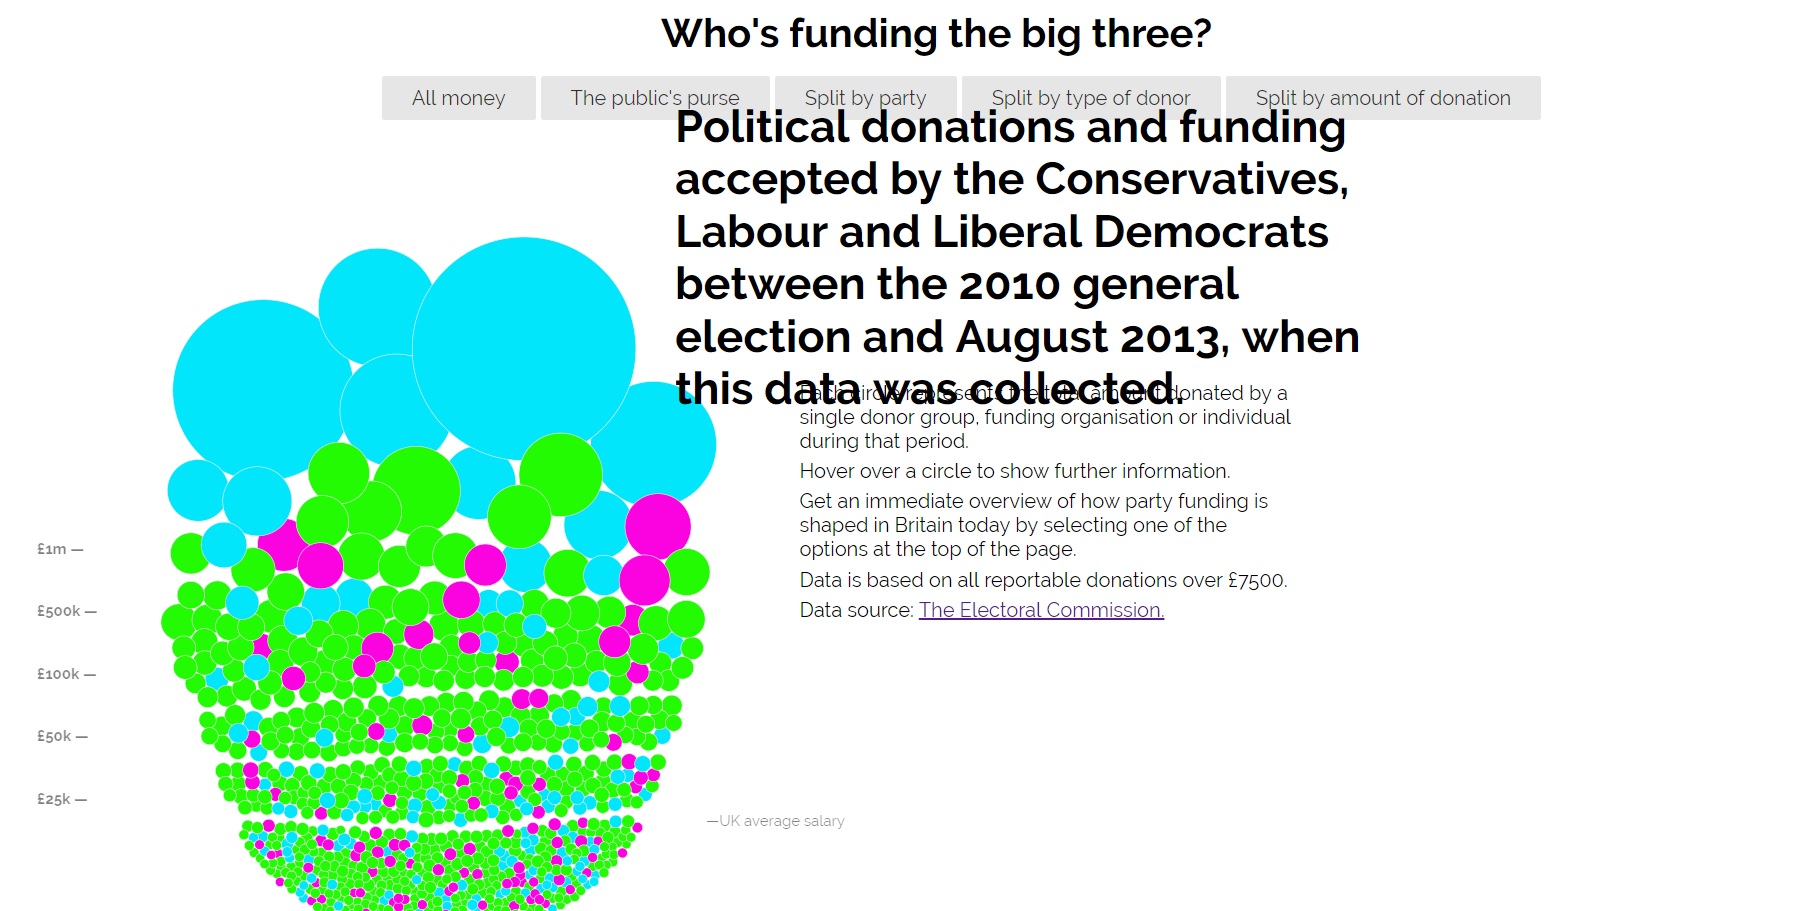 Who's funding the big three?
All money
The public's purse
Split by party
Split by type of donor
Split by amount of donation
Political donations and funding
accepted by the Conservatives,
Labour and Liberal Democrats
between the 2010 general
election and August 2013, when
this data was collected.
Each circle represents the total amount donated by a
single donor group, funding organisation or individual
during that period.
Hover over a circle to show further information.
Get an immediate overview of how party funding is
shaped in Britain today by selecting one of the
options at the top of the page.
Data is based on all reportable donations over £7500.
Data source: The Electoral Commission.
£1m —
£500k —
£100k —
£50k —
£25k —
—UK average salary